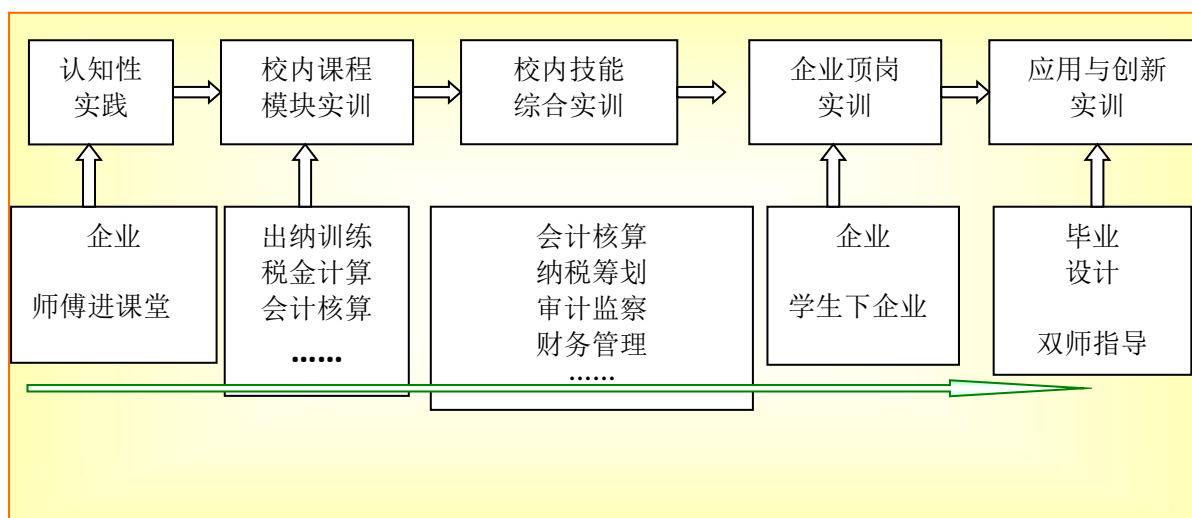 认知性
实践
校内课程
模块实训
校内技能
综合实训
企业顶岗
实训
应用与创新
实训
企业
师傅进课堂
出纳训练
税金计算
会计核算
……
会计核算
纳税筹划
审计监察
财务管理
……
企业
学生下企业
毕业
设计
双师指导